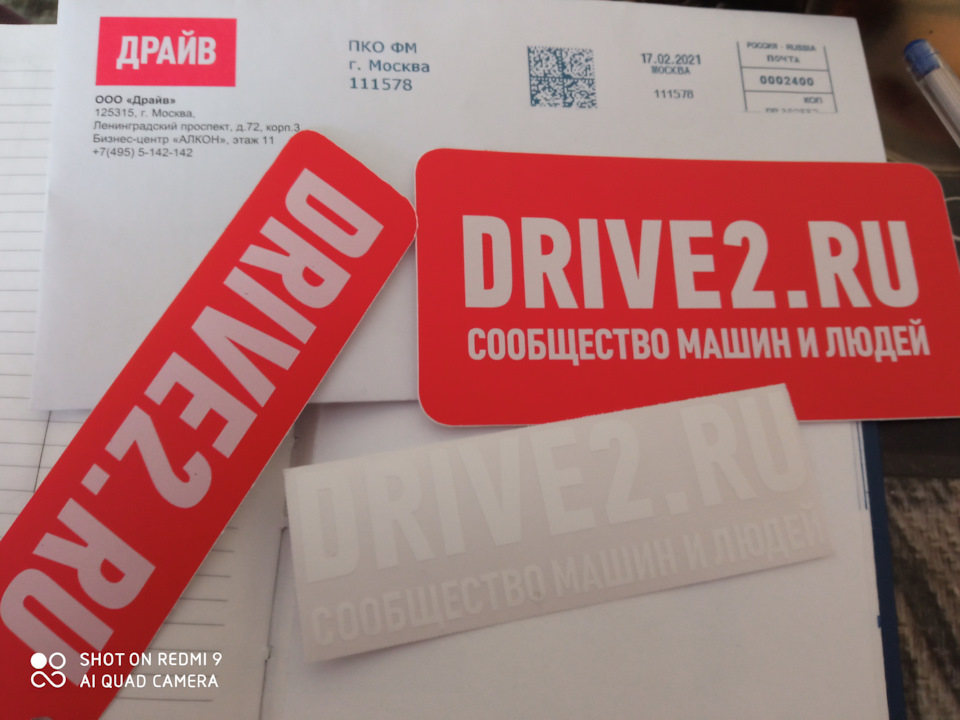 ДРАЙВ
ООО «Драйв»
125315, г. Москва,
Ленинградский проспект, д.72, корп.3
Бизнес-центр «АЛКОН», этаж 11
+7(495) 5-142-142
ПКО ФМ
г. Москва
111578
17.02.2021
МОСКВА
111578
РОССИЯ - RUSSIA
ПОЧТА
0002400
КОП
DRIVE2.RU
DRIVE2.RU
СООБЩЕСТВО МАШИН И ЛЮДЕЙ
DRIVE2.RU
СООБЩЕСТВО МАШИН И ЛЮДЕЙ
SHOT ON REDMI 9
AI QUAD CAMERA